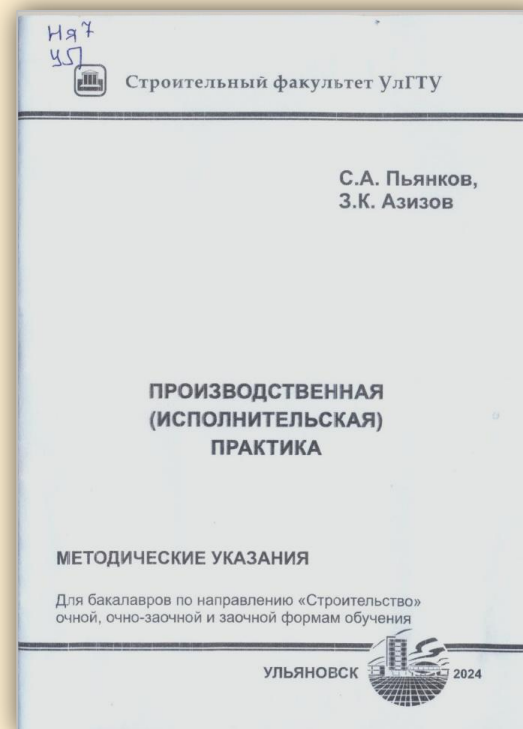 Ня7
УП
Строительный факультет УлГТУ
С.А. Пьянков,
З.К. Азизов
ПРОИЗВОДСТВЕННАЯ
(ИСПОЛНИТЕЛЬСКАЯ)
ПРАКТИКА
МЕТОДИЧЕСКИЕ УКАЗАНИЯ
Для бакалавров по направлению «Строительство»
очной, очно-заочной и заочной формам обучения
УЛЬЯНОВСК 2024